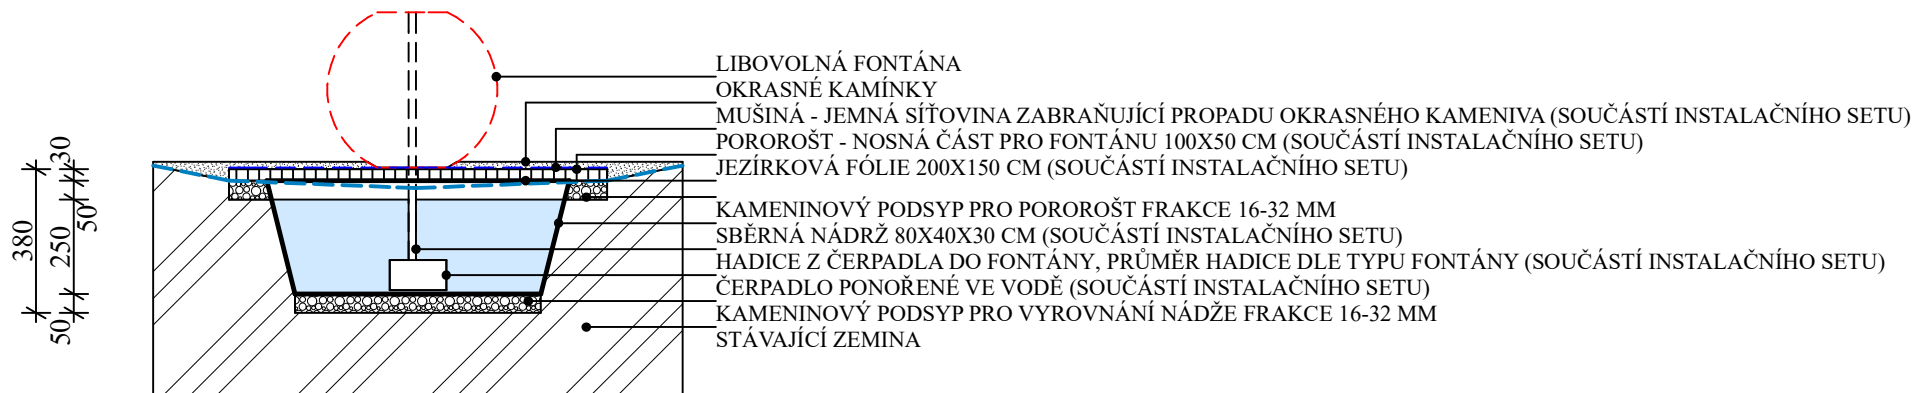 LIBOVOLNÁ FONTÁNA
OKRASNÉ KAMÍNKY
MUŠINÁ - JEMNÁ SÍŤOVINA ZABRAŇUJÍCÍ PROPADU OKRASNÉHO KAMENIVA (SOUČÁSTÍ INSTALAČNÍHO SETU)
POROROŠT - NOSNÁ ČÁST PRO FONTÁNU 100X50 CM (SOUČÁSTÍ INSTALAČNÍHO SETU)
JEZÍRKOVÁ FÓLIE 200X150 CM (SOUČÁSTÍ INSTALAČNÍHO SETU)
KAMENINOVÝ PODSYP PRO POROROŠT FRAKCE 16-32 MM
SBĚRNÁ NÁDRŽ 80X40X30 CM (SOUČÁSTÍ INSTALAČNÍHO SETU)
HADICE Z ČERPADLA DO FONTÁNY, PRŮMĚR HADICE DLE TYPU FONTÁNY (SOUČÁSTÍ INSTALAČNÍHO SETU)
ČERPADLO PONOŘENÉ VE VODĚ (SOUČÁSTÍ INSTALAČNÍHO SETU)
KAMENINOVÝ PODSYP PRO VYROVNÁNÍ NÁDŽE FRAKCE 16-32 MM
STÁVAJÍCÍ ZEMINA
380
30
50
250
50